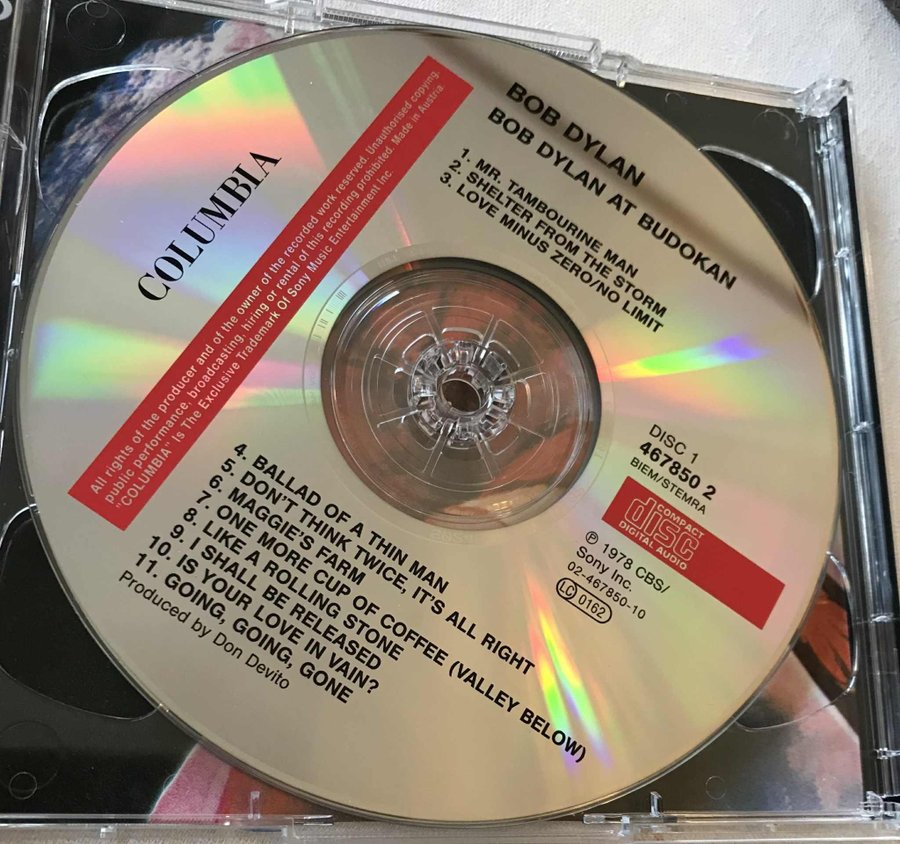 COLUMBIA
All rights of the producer and of the owner of the recorded work reserved. Unauthorised copying,
public performance, broadcasting, hiring or rental of this recording prohibited. Made in Austria.
"COLUMBIA" Is The Exclusive Trademark Of Sony Music Entertainment Inc.
BOB DYLAN
BOB DYLAN AT BUDOKAN
1. MR. TAMBOURINE MAN
2. SHELTER FROM THE STORM
3. LOVE MINUS ZERO/NO LIMIT
DISC 1
467850 2
BIEM/STEMRA
COMPACT
disc
DIGITAL AUDIO
℗ 1978 CBS/
Sony Inc.
02-467850-10
LC 0162
4. BALLAD OF A THIN MAN
5. DON'T THINK TWICE, IT'S ALL RIGHT
6. MAGGIE'S FARM
7. ONE MORE CUP OF COFFEE (VALLEY BELOW)
8. LIKE A ROLLING STONE
9. I SHALL BE RELEASED
10. IS YOUR LOVE IN VAIN?
11. GOING, GOING, GONE
Produced by Don Devito